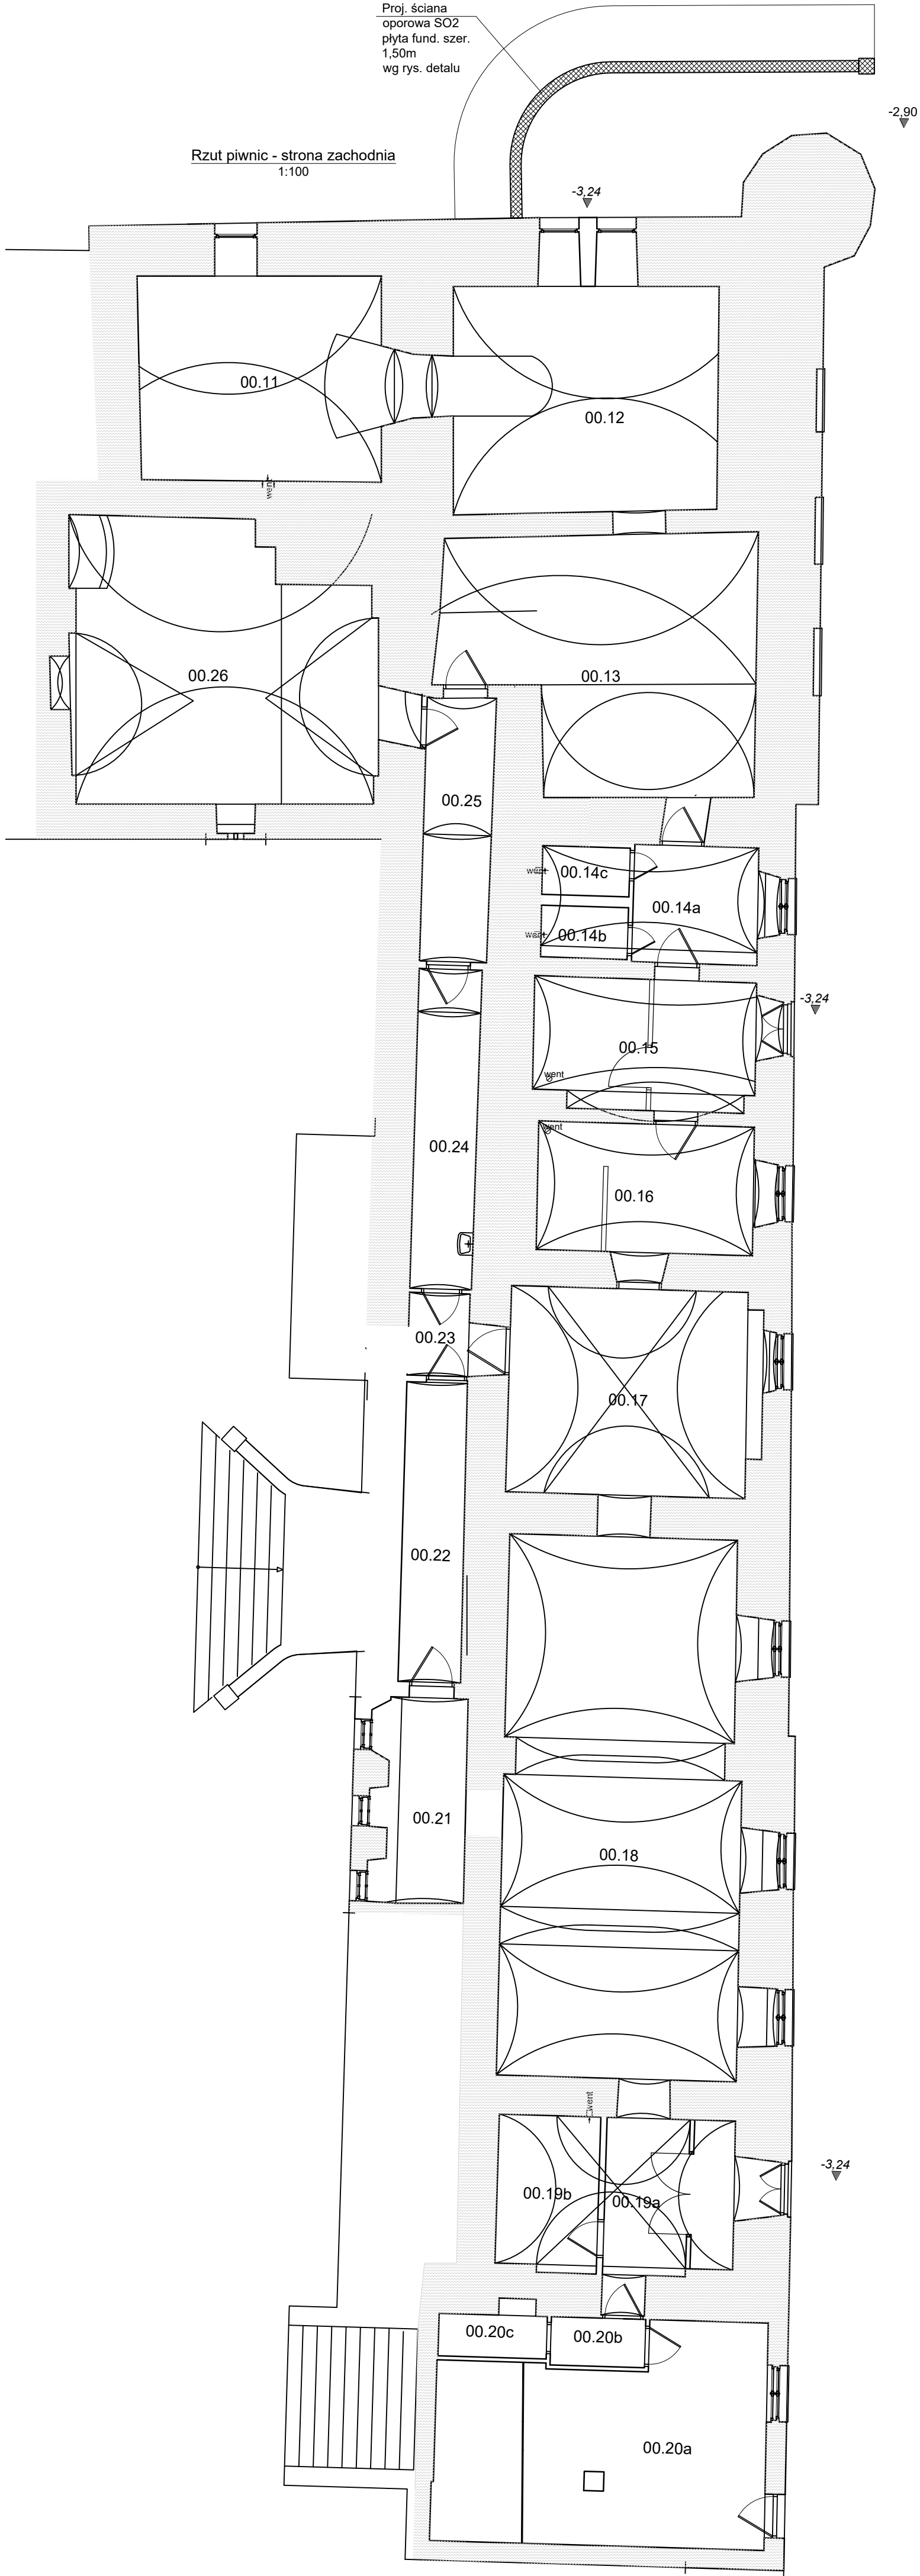 Proj. ściana
oporowa SO2
płyta fund. szer.
1,50m
wg rys. detalu
-2,90
Rzut piwnic - strona zachodnia
1:100
-3,24
00.11
00.12
went
00.26
00.13
00.25
went
00.14c
00.14a
went
00.14b
-3,24
00.15
went
went
00.24
00.16
00.23
00.17
00.22
00.21
00.18
went
-3,24
00.19b
00.19a
00.20c
00.20b
00.20a